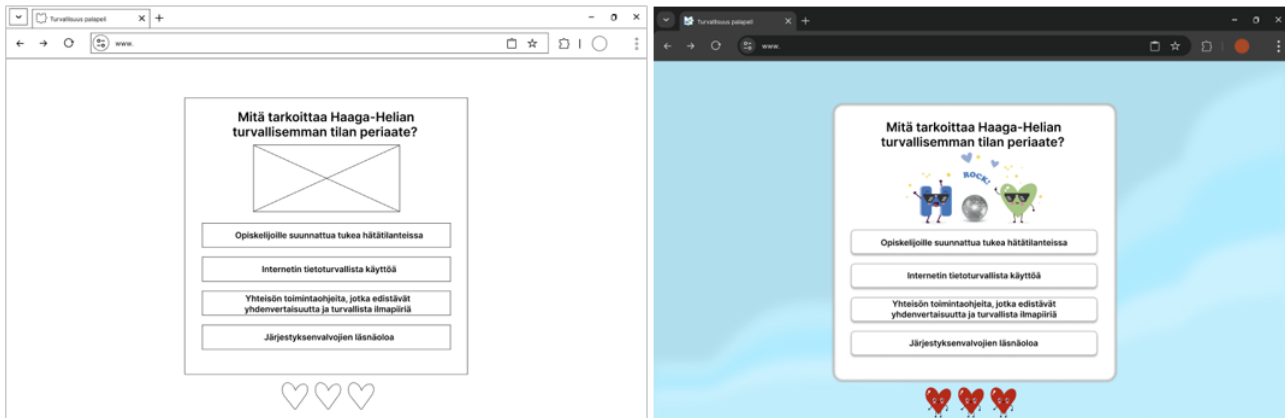 Turvallisuus palapeli
www.
Mitä tarkoittaa Haaga-Helian
turvallisemman tilan periaate?
Opiskelijoille suunnattua tukea hätätilanteissa
Internetin tietoturvallista käyttöä
Yhteisön toimintaohjeita, jotka edistävät
yhdenvertaisuutta ja turvallista ilmapiiriä
Järjestyksenvalvojien läsnäoloa
Turvallisuus palapeli
www.
Mitä tarkoittaa Haaga-Helian
turvallisemman tilan periaate?
ROCK!
H
Opiskelijoille suunnattua tukea hätätilanteissa
Internetin tietoturvallista käyttöä
Yhteisön toimintaohjeita, jotka edistävät
yhdenvertaisuutta ja turvallista ilmapiiriä
Järjestyksenvalvojien läsnäoloa